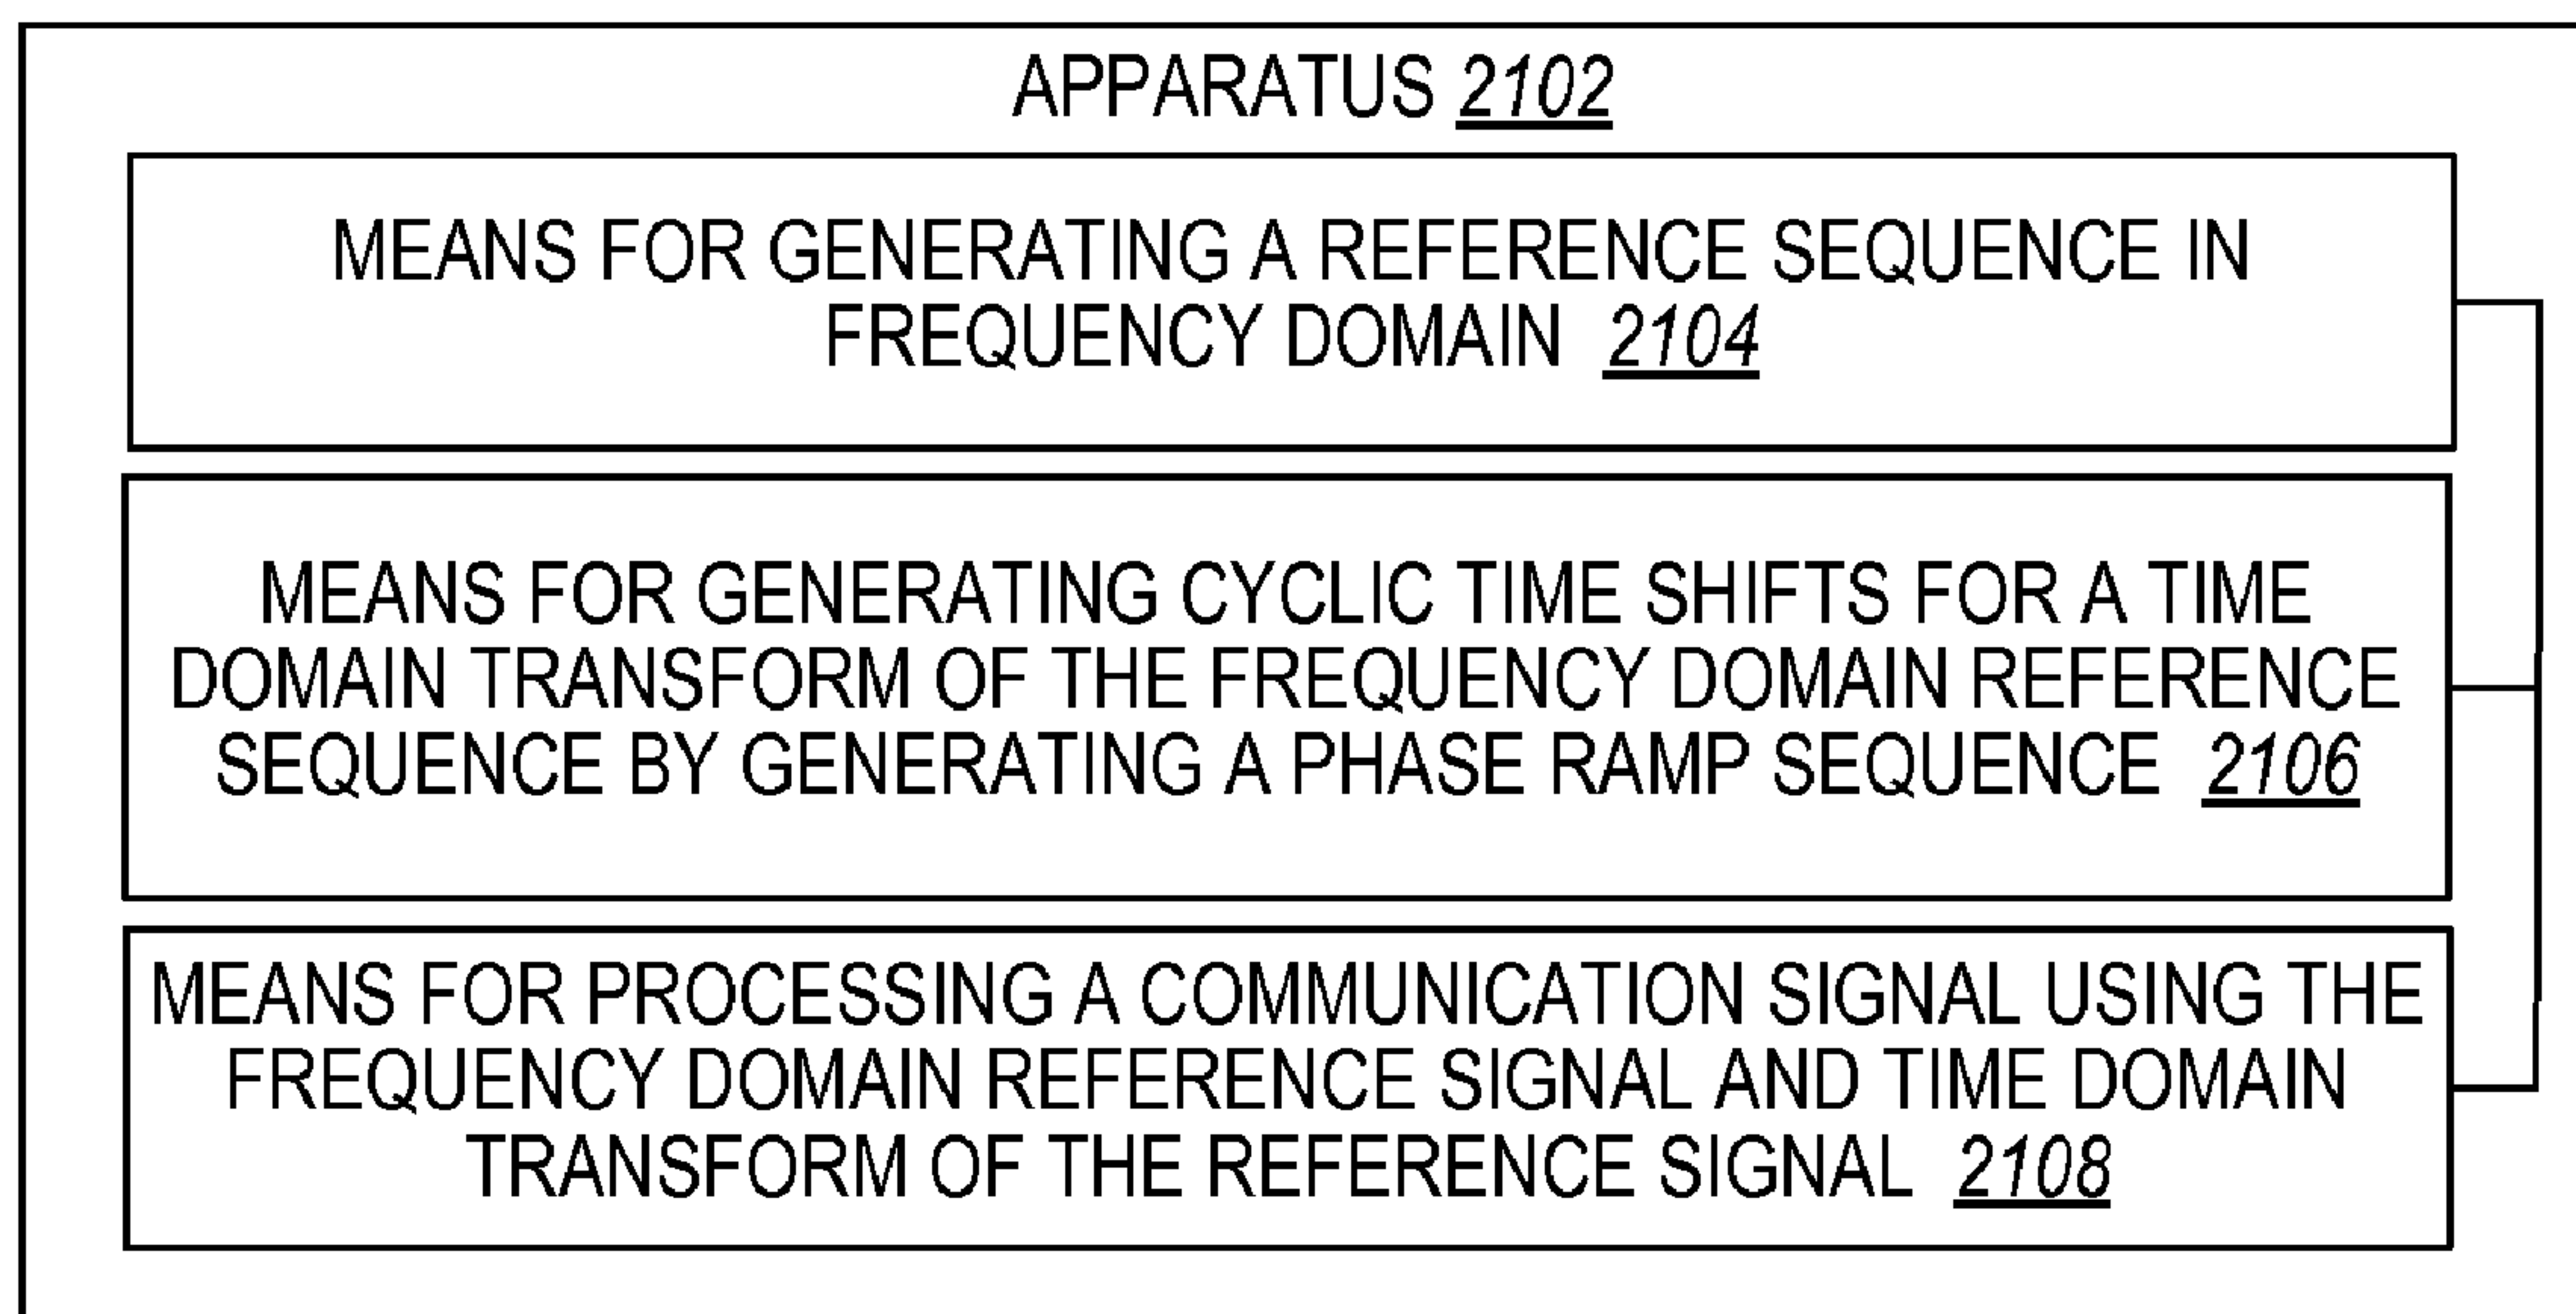 APPARATUS 2102
MEANS FOR GENERATING A REFERENCE SEQUENCE IN
FREQUENCY DOMAIN 2104
MEANS FOR GENERATING CYCLIC TIME SHIFTS FOR A TIME
DOMAIN TRANSFORM OF THE FREQUENCY DOMAIN REFERENCE
SEQUENCE BY GENERATING A PHASE RAMP SEQUENCE 2106
MEANS FOR PROCESSING A COMMUNICATION SIGNAL USING THE
FREQUENCY DOMAIN REFERENCE SIGNAL AND TIME DOMAIN
TRANSFORM OF THE REFERENCE SIGNAL 2108